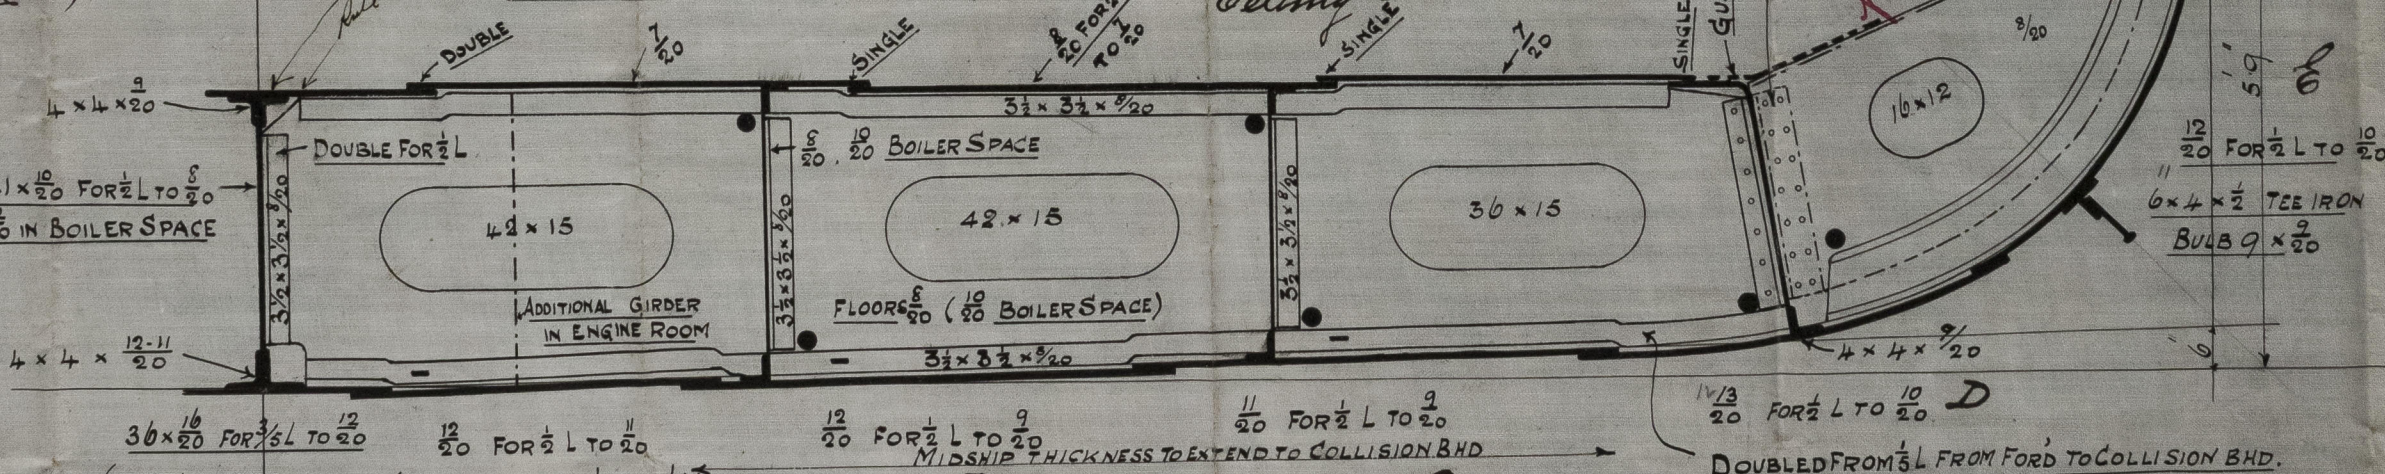 DOUBLE
7/20
SINGLE
8/20 FOR
TO 7/20
SINGLE
7/20
SINGLE
8/20
4 × 4 × 9/20
3½ × 3½ × 8/20
16 × 12
5'9"
DOUBLE FOR ½ L
8/20 . 10/20 BOILER SPACE
12/20 FOR ½ L TO 10/20
× 10/20 FOR ½ L TO 8/20
IN BOILER SPACE
6" × 4 × ½ TEE IRON
BULB 9 × 9/20
3½ × 3½ × 8/20
42 × 15
3½ × 3½ × 8/20
42 × 15
3½ × 3½ × 8/20
36 × 15
ADDITIONAL GIRDER
IN ENGINE ROOM
FLOORS 8/20 (10/20 BOILER SPACE)
4 × 4 × 12-11/20
3½ × 3½ × 8/20
4 × 4 × 9/20
6"
36 × 16/20 FOR 3/5 L TO 12/20
12/20 FOR ½ L TO 11/20
12/20 FOR ½ L TO 9/20
11/20 FOR ½ L TO 9/20
13/20 FOR ½ L TO 10/20 D
MIDSHIP THICKNESS TO EXTEND TO COLLISION BHD
DOUBLED FROM 1/5 L FROM FOR'D TO COLLISION BHD.